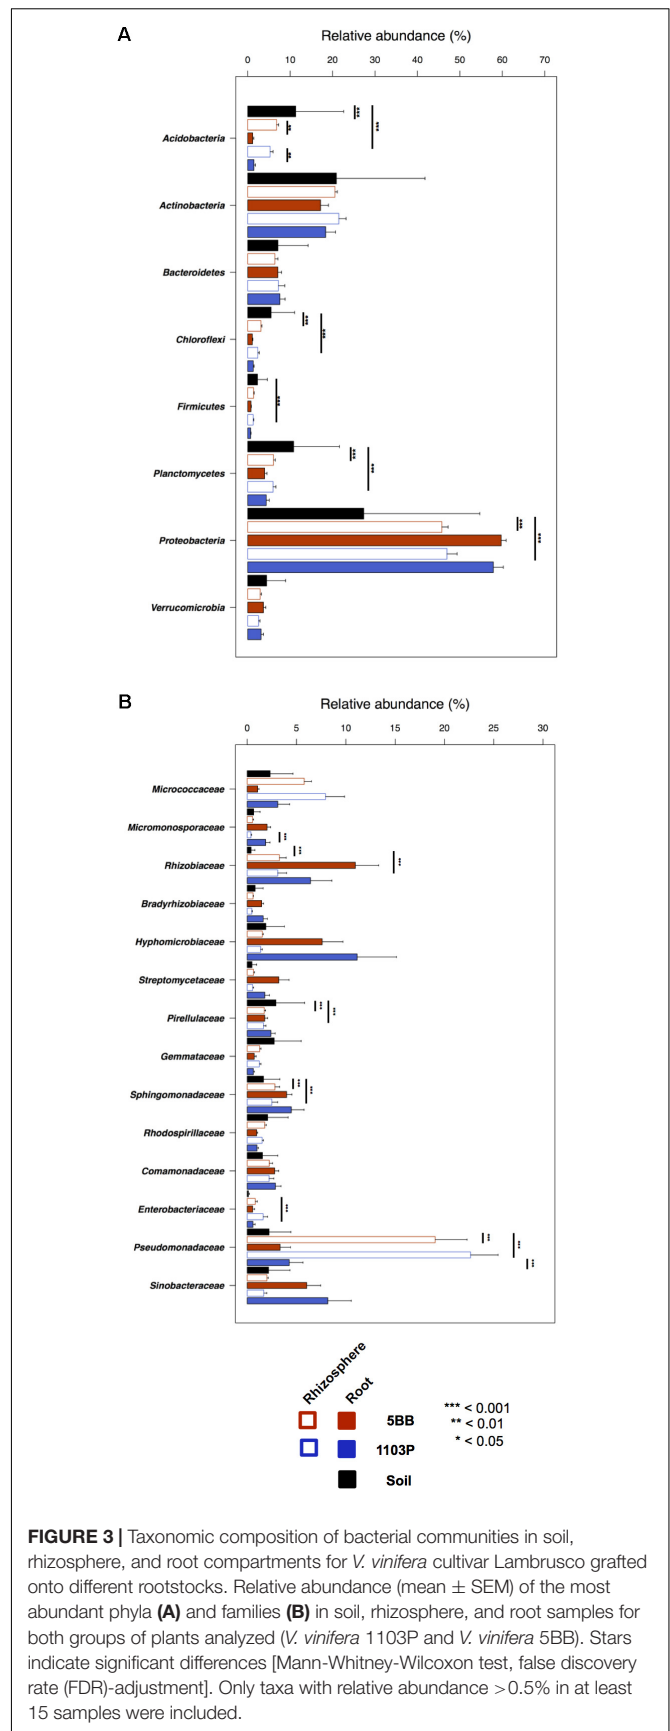 A
Relative abundance (%)
0 10 20 30 40 50 60 70
Acidobacteria
*** *** ** **
Actinobacteria
Bacteroidetes
Chloroflexi
*** ***
Firmicutes
***
Planctomycetes
*** ***
Proteobacteria
*** ***
Verrucomicrobia
B
Relative abundance (%)
0 5 10 15 20 25 30
Micrococcaceae
Micromonosporaceae
***
Rhizobiaceae
*** ***
Bradyrhizobiaceae
Hyphomicrobiaceae
Streptomycetaceae
Pirellulaceae
*** ***
Gemmataceae
Sphingomonadaceae
*** ***
Rhodospirillaceae
Comamonadaceae
Enterobacteriaceae
***
Pseudomonadaceae
*** *** ***
Sinobacteraceae
Rhizosphere
Root
5BB
1103P
Soil
*** < 0.001
** < 0.01
* < 0.05
FIGURE 3 | Taxonomic composition of bacterial communities in soil,
rhizosphere, and root compartments for V. vinifera cultivar Lambrusco grafted
onto different rootstocks. Relative abundance (mean ± SEM) of the most
abundant phyla (A) and families (B) in soil, rhizosphere, and root samples for
both groups of plants analyzed (V. vinifera 1103P and V. vinifera 5BB). Stars
indicate significant differences [Mann-Whitney-Wilcoxon test, false discovery
rate (FDR)-adjustment]. Only taxa with relative abundance >0.5% in at least
15 samples were included.